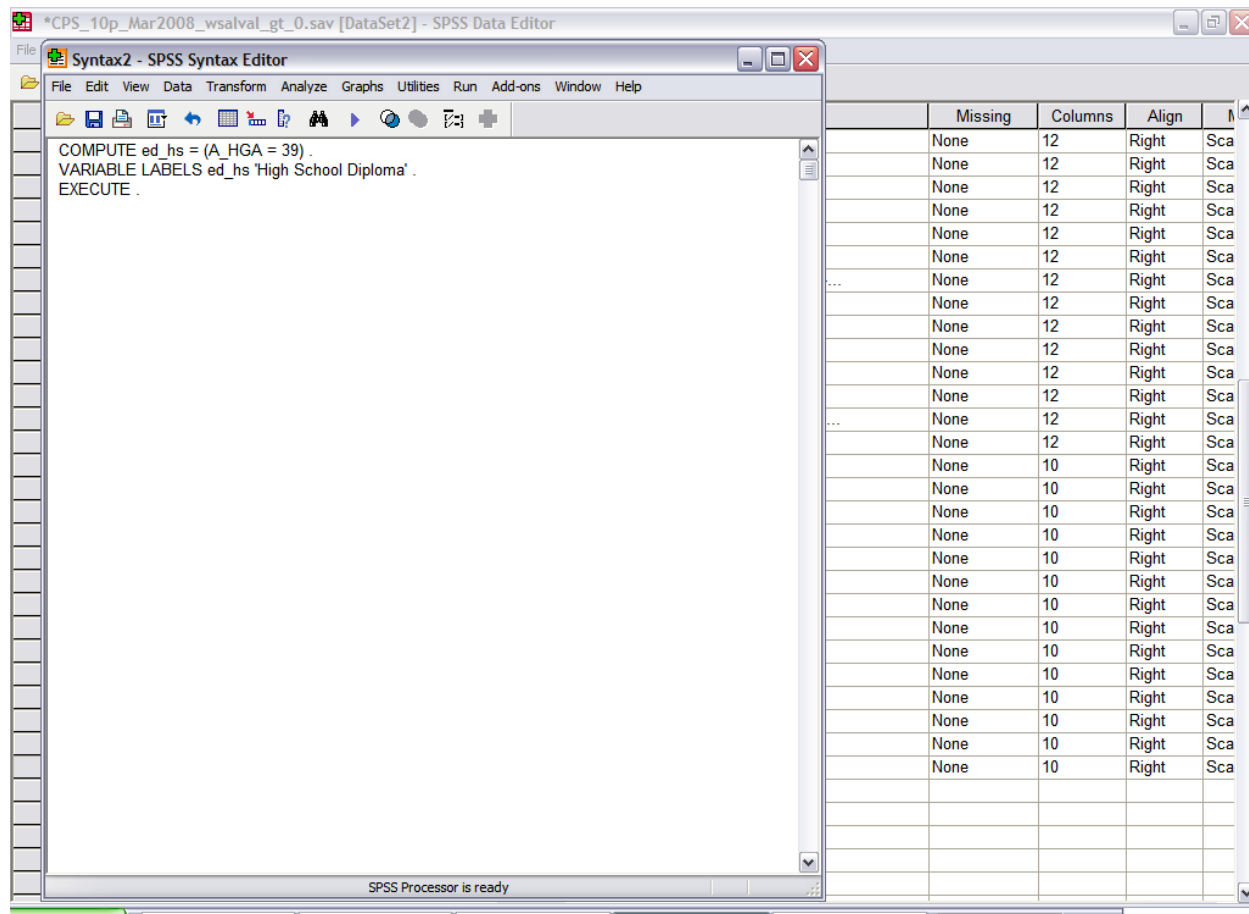 *CPS_10p_Mar2008_wsalval_gt_0.sav [DataSet2] - SPSS Data Editor
File
Syntax2 - SPSS Syntax Editor
File Edit View Data Transform Analyze Graphs Utilities Run Add-ons Window Help
COMPUTE ed_hs = (A_HGA = 39) .
VARIABLE LABELS ed_hs 'High School Diploma' .
EXECUTE .
SPSS Processor is ready
Missing Columns Align
None 12 Right Sca
None 12 Right Sca
None 12 Right Sca
None 12 Right Sca
None 12 Right Sca
None 12 Right Sca
... None 12 Right Sca
None 12 Right Sca
None 12 Right Sca
None 12 Right Sca
None 12 Right Sca
None 12 Right Sca
... None 12 Right Sca
None 12 Right Sca
None 10 Right Sca
None 10 Right Sca
None 10 Right Sca
None 10 Right Sca
None 10 Right Sca
None 10 Right Sca
None 10 Right Sca
None 10 Right Sca
None 10 Right Sca
None 10 Right Sca
None 10 Right Sca
None 10 Right Sca
None 10 Right Sca
None 10 Right Sca